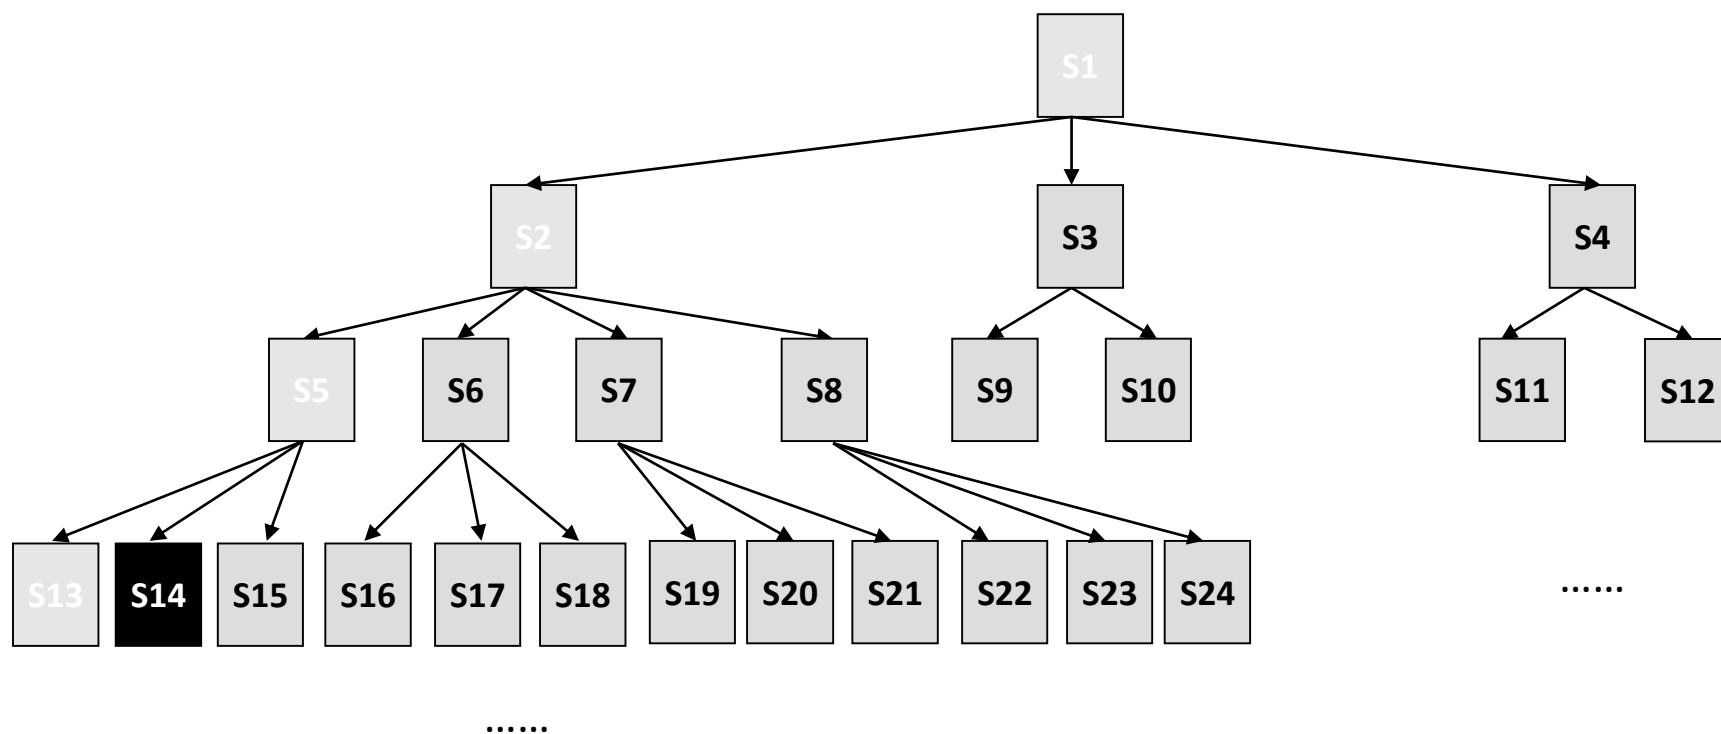 S1
S2 S3 S4
S5 S6 S7 S8 S9 S10 S11 S12
S13 S14 S15 S16 S17 S18 S19 S20 S21 S22 S23 S24 ......
......